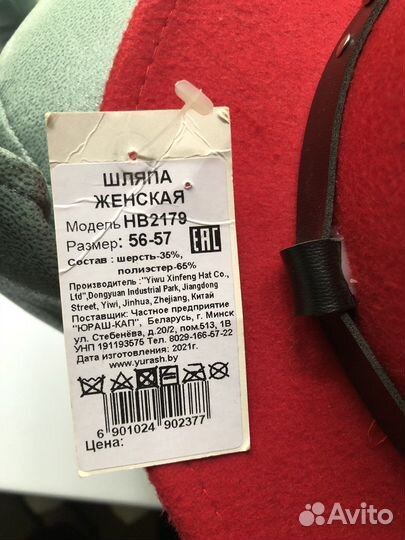 ШЛЯПА
ЖЕНСКАЯ
Модель HB2179
Размер: 56-57
EAC
Состав : шерсть-35%,
полиэстер-65%
Производитель :"Yiwu Xinfeng Hat Co.,
Ltd",Dongyuan Industrial Park, Jiangdong
Street, Yiwi, Jinhua, Zhejiang, Китай
Поставщик: Частное предприятие
"ЮРАШ-КАП", Беларусь, г. Минск
ул. Стебенёва, д.20/2, пом.513, 1В
УНП 191193575 Тел. 8029-166-57-22
Дата изготовления: 2021г.
www.yurash.by
6 901024 902377
Цена:
Avito